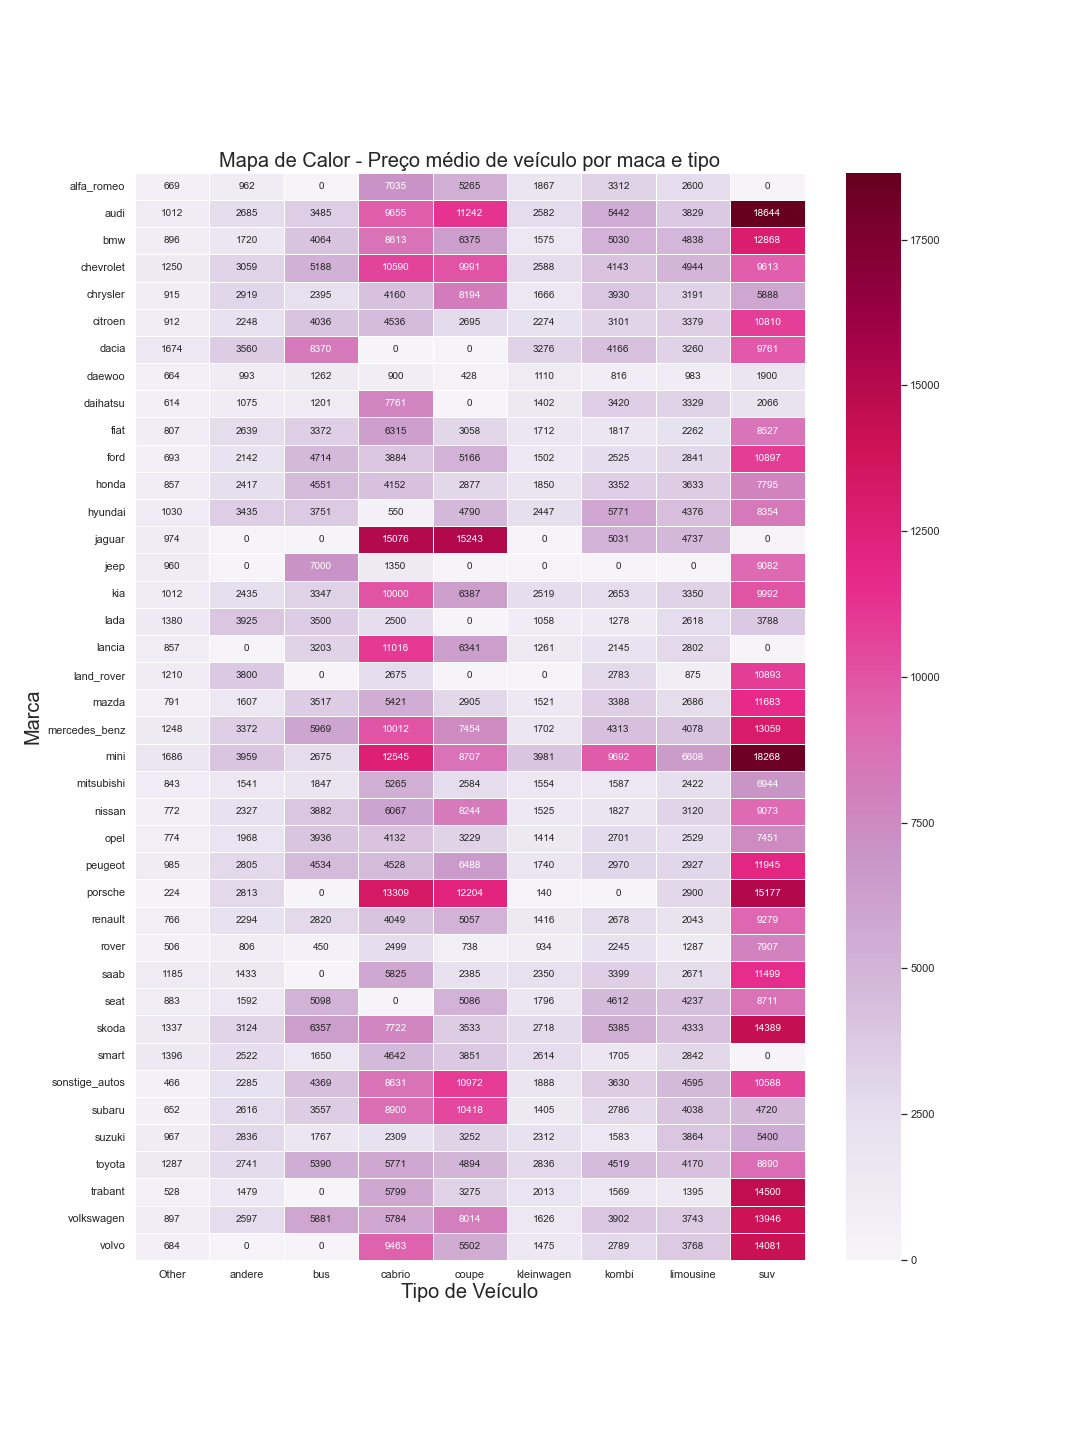 Mapa de Calor - Preço médio de veículo por maca e tipo
alfa_romeo 669 962 0 7035 5265 1867 3312 2600 0
audi 1012 2685 3485 9655 11242 2582 5442 3829 18644
bmw 896 1720 4064 8613 6375 1575 5030 4838 12868
chevrolet 1250 3059 5188 10590 9991 2588 4143 4944 9613
chrysler 915 2919 2395 4160 8194 1666 3930 3191 5888
citroen 912 2248 4036 4536 2695 2274 3101 3379 10810
dacia 1674 3560 8370 0 0 3276 4166 3260 9761
daewoo 664 993 1262 900 428 1110 816 983 1900
daihatsu 614 1075 1201 7761 0 1402 3420 3329 2066
fiat 807 2639 3372 6315 3058 1712 1817 2262 8527
ford 693 2142 4714 3884 5166 1502 2525 2841 10897
honda 857 2417 4551 4152 2877 1850 3352 3633 7795
hyundai 1030 3435 3751 550 4790 2447 5771 4376 8354
jaguar 974 0 0 15076 15243 0 5031 4737 0
jeep 960 0 7000 1350 0 0 0 0 9082
kia 1012 2435 3347 10000 6387 2519 2653 3350 9992
lada 1380 3925 3500 2500 0 1058 1278 2618 3788
lancia 857 0 3203 11016 6341 1261 2145 2802 0
land_rover 1210 3800 0 2675 0 0 2783 875 10893
mazda 791 1607 3517 5421 2905 1521 3388 2686 11683
mercedes_benz 1248 3372 5969 10012 7454 1702 4313 4078 13059
mini 1686 3959 2675 12545 8707 3981 9692 6608 18268
mitsubishi 843 1541 1847 5265 2584 1554 1587 2422 6944
nissan 772 2327 3882 6067 8244 1525 1827 3120 9073
opel 774 1968 3936 4132 3229 1414 2701 2529 7451
peugeot 985 2805 4534 4528 6488 1740 2970 2927 11945
porsche 224 2813 0 13309 12204 140 0 2900 15177
renault 766 2294 2820 4049 5057 1416 2678 2043 9279
rover 506 806 450 2499 738 934 2245 1287 7907
saab 1185 1433 0 5825 2385 2350 3399 2671 11499
seat 883 1592 5098 0 5086 1796 4612 4237 8711
skoda 1337 3124 6357 7722 3533 2718 5385 4333 14389
smart 1396 2522 1650 4642 3851 2614 1705 2842 0
sonstige_autos 466 2285 4369 8631 10972 1888 3630 4595 10588
subaru 652 2616 3557 8900 10418 1405 2786 4038 4720
suzuki 967 2836 1767 2309 3252 2312 1583 3864 5400
toyota 1287 2741 5390 5771 4894 2836 4519 4170 8890
trabant 528 1479 0 5799 3275 2013 1569 1395 14500
volkswagen 897 2597 5881 5784 8014 1626 3902 3743 13946
volvo 684 0 0 9463 5502 1475 2789 3768 14081
Other andere bus cabrio coupe kleinwagen kombi limousine suv
Tipo de Veículo
Marca
17500
15000
12500
10000
7500
5000
2500
0